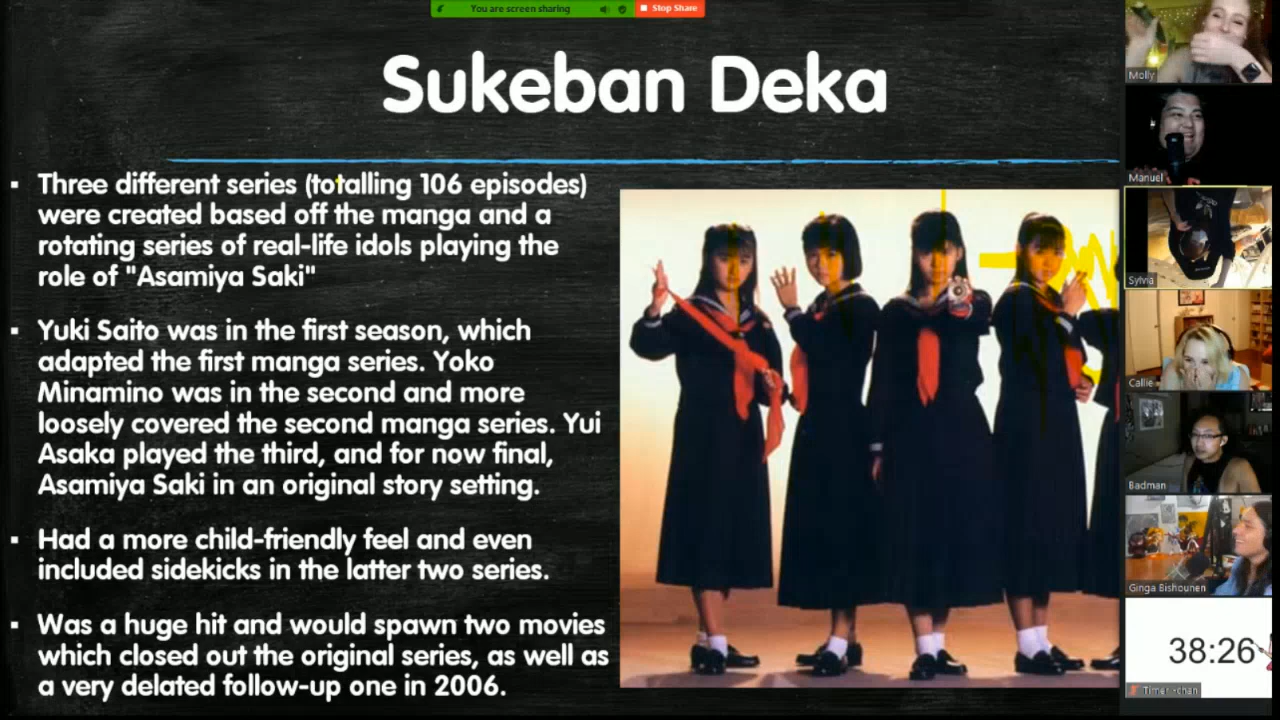 You are screen sharing
Stop Share
Sukeban Deka
▪ Three different series (totalling 106 episodes)
were created based off the manga and a
rotating series of real-life idols playing the
role of "Asamiya Saki"
▪ Yuki Saito was in the first season, which
adapted the first manga series. Yoko
Minamino was in the second and more
loosely covered the second manga series. Yui
Asaka played the third, and for now final,
Asamiya Saki in an original story setting.
▪ Had a more child-friendly feel and even
included sidekicks in the latter two series.
▪ Was a huge hit and would spawn two movies
which closed out the original series, as well as
a very delated follow-up one in 2006.
Molly
Manuel
Sylvia
Callie
Badman
Ginga Bishounen
38:26
Timer-chan